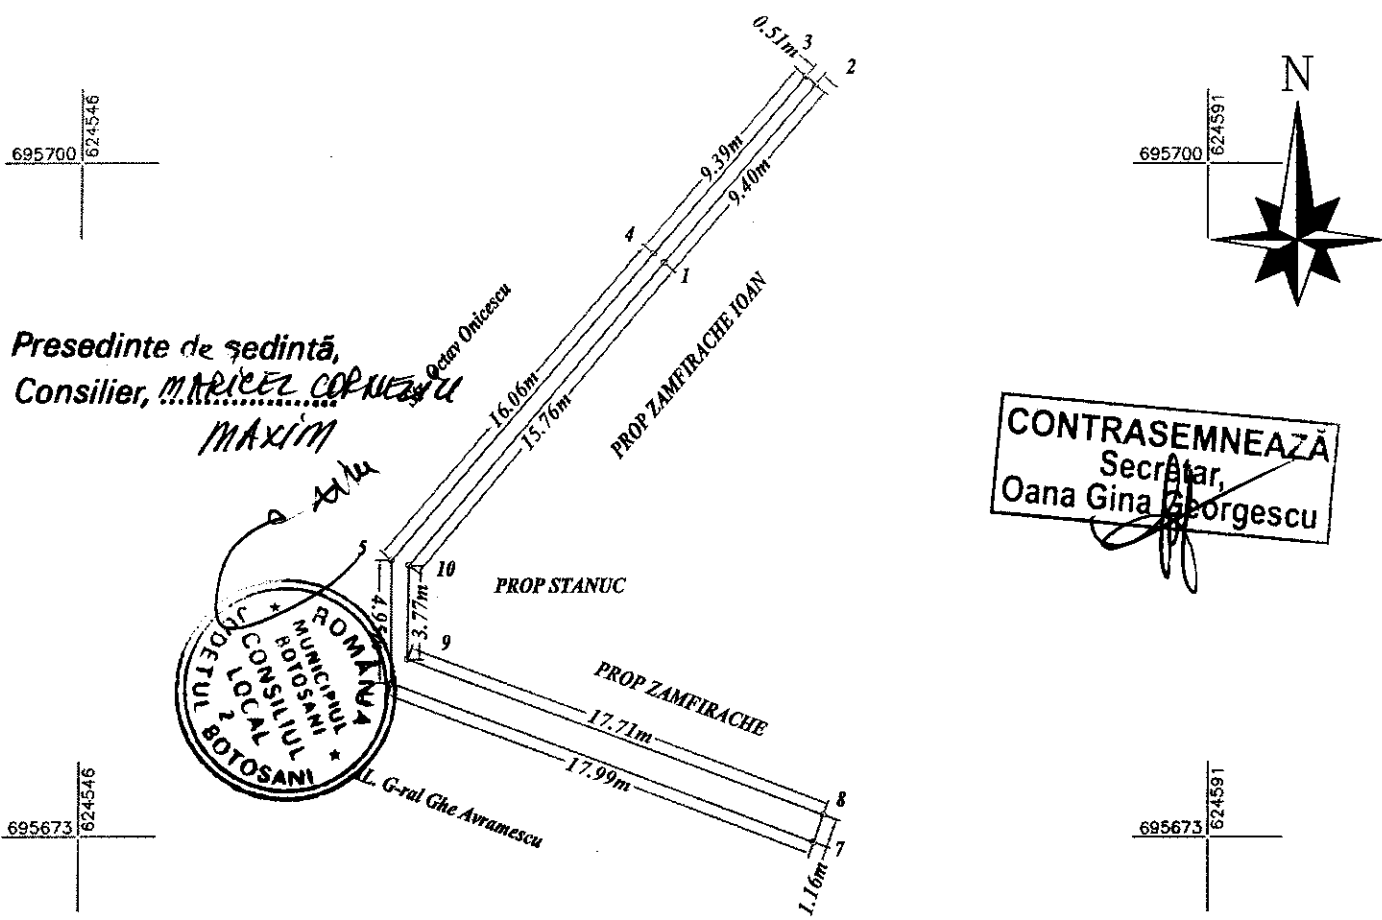 0.51m
3
2
N
624546
695700
624591
695700
9.39m
9.40m
4
1
Octav Onicescu
PROP ZAMFIRACHE IOAN
Presedinte de ședintă,
Consilier, MARICEL CORNELIU
MAXIM
16.06m
15.76m
CONTRASEMNEAZĂ
Secretar,
Oana Gina Georgescu
5
10
PROP STANUC
3.77m
9
ROMÂNIA
JUDETUL BOTOSANI
MUNICIPIUL
BOTOSANI
CONSILIUL
LOCAL
2
PROP ZAMFIRACHE
17.71m
17.99m
G-ral Ghe Avramescu
8
7
1.16m
624546
695673
624591
695673